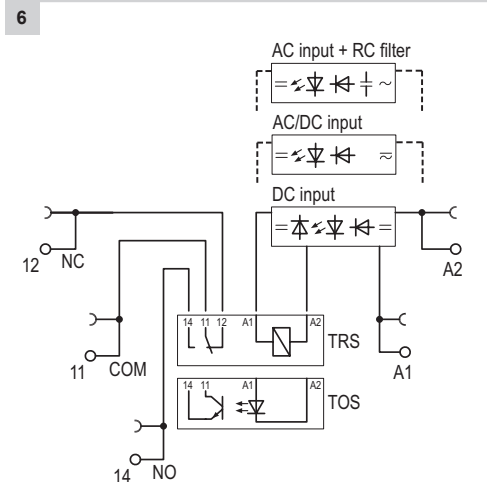 6
AC input + RC filter
AC/DC input
DC input
12 NC
A2
14 11 12 A1 A2
TRS
11 COM
A1
14 11 A1 A2
TOS
14 NO